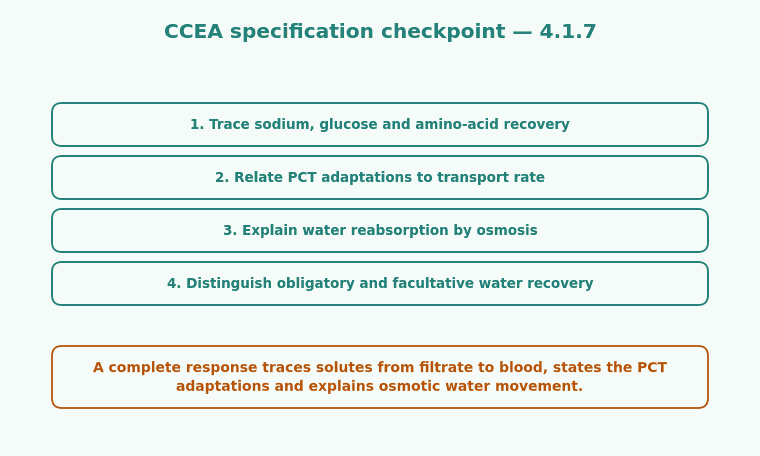 CCEA specification checkpoint — 4.1.7
1. Trace sodium, glucose and amino-acid recovery
2. Relate PCT adaptations to transport rate
3. Explain water reabsorption by osmosis
4. Distinguish obligatory and facultative water recovery
A complete response traces solutes from filtrate to blood, states the PCT
adaptations and explains osmotic water movement.